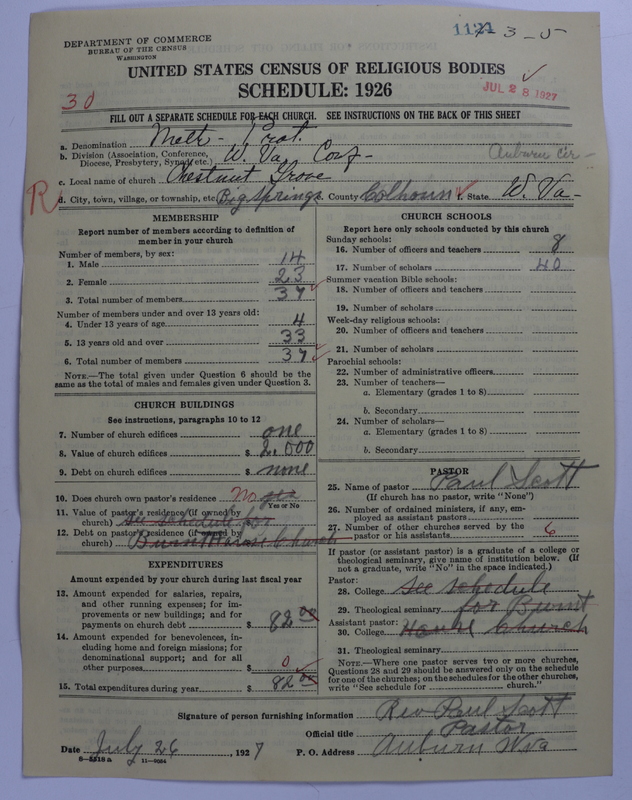 DEPARTMENT OF COMMERCE
BUREAU OF THE CENSUS
WASHINGTON
1121
3-5
UNITED STATES CENSUS OF RELIGIOUS BODIES
SCHEDULE: 1926
JUL 28 1927
30
FILL OUT A SEPARATE SCHEDULE FOR EACH CHURCH. SEE INSTRUCTIONS ON THE BACK OF THIS SHEET
a. Denomination Meth - Prot.
b. Division (Association, Conference, Diocese, Presbytery, Synod, etc.) W. Va. Conf - Auburn Cir -
c. Local name of church Chestnut Grove
R
d. City, town, village, or township, etc. Big Springs e. County Calhoun f. State W. Va -
MEMBERSHIP
Report number of members according to definition of member in your church
Number of members, by sex:
1. Male 14
2. Female 23
3. Total number of members 37
Number of members under and over 13 years old:
4. Under 13 years of age 4
5. 13 years old and over 33
6. Total number of members 37
NOTE.—The total given under Question 6 should be the same as the total of males and females given under Question 3.
CHURCH BUILDINGS
See instructions, paragraphs 10 to 12
7. Number of church edifices one
8. Value of church edifices $ 2.000
9. Debt on church edifices $ none
10. Does church own pastor's residence No yes
Yes or No
11. Value of pastor's residence (if owned by church) see schedule for
12. Debt on pastor's residence (if owned by church) Burnt House Church
EXPENDITURES
Amount expended by your church during last fiscal year
13. Amount expended for salaries, repairs, and other running expenses; for improvements or new buildings; and for payments on church debt $ 82 00
14. Amount expended for benevolences, including home and foreign missions; for denominational support; and for all other purposes $ 0
15. Total expenditures during year $ 82 00
CHURCH SCHOOLS
Report here only schools conducted by this church
Sunday schools:
16. Number of officers and teachers 8
17. Number of scholars 40
Summer vacation Bible schools:
18. Number of officers and teachers
19. Number of scholars
Week-day religious schools:
20. Number of officers and teachers
21. Number of scholars
Parochial schools:
22. Number of administrative officers
23. Number of teachers—
a. Elementary (grades 1 to 8)
b. Secondary
24. Number of scholars—
a. Elementary (grades 1 to 8)
b. Secondary
PASTOR
25. Name of pastor Paul Scott
(If church has no pastor, write "None")
26. Number of ordained ministers, if any, employed as assistant pastors
27. Number of other churches served by the pastor or his assistants 6
If pastor (or assistant pastor) is a graduate of a college or theological seminary, give name of institution below. (If not a graduate, write "No" in the space indicated.)
Pastor:
28. College see schedule
29. Theological seminary for Burnt
Assistant pastor:
30. College House Church
31. Theological seminary
NOTE.—Where one pastor serves two or more churches, Questions 28 and 29 should be answered only on the schedule for one of the churches; on the schedules for the other churches, write "See schedule for ________ church."
Signature of person furnishing information Rev Paul Scott
Official title Pastor
Date July 26, 1927
P. O. Address Auburn W Va
8-5518a 11-9084